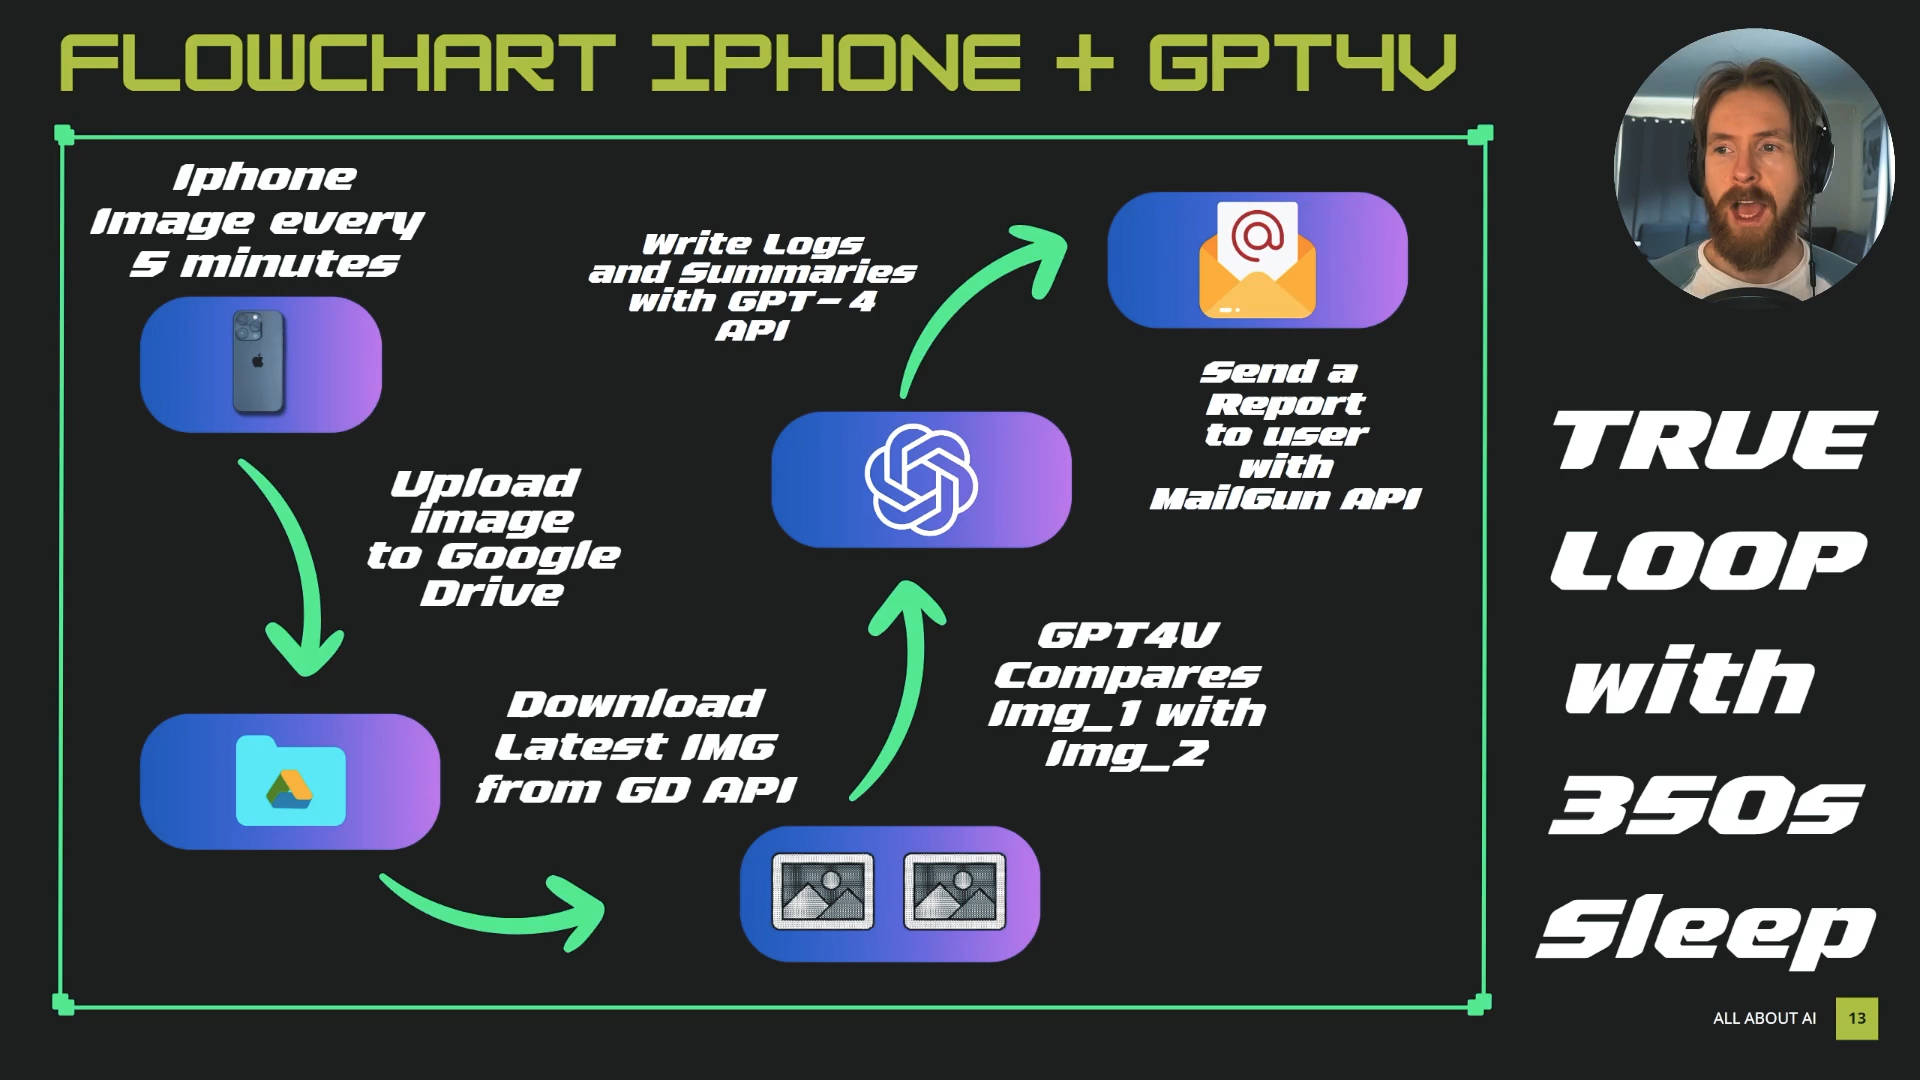 FLOWCHART IPHONE + GPT4V
Iphone
Image every
5 minutes
Upload
image
to Google
Drive
Download
Latest IMG
from GD API
GPT4V
Compares
Img_1 with
Img_2
Write Logs
and Summaries
with GPT-4
API
Send a
Report
to user
with
MailGun API
TRUE
LOOP
with
350s
Sleep
ALL ABOUT AI
13